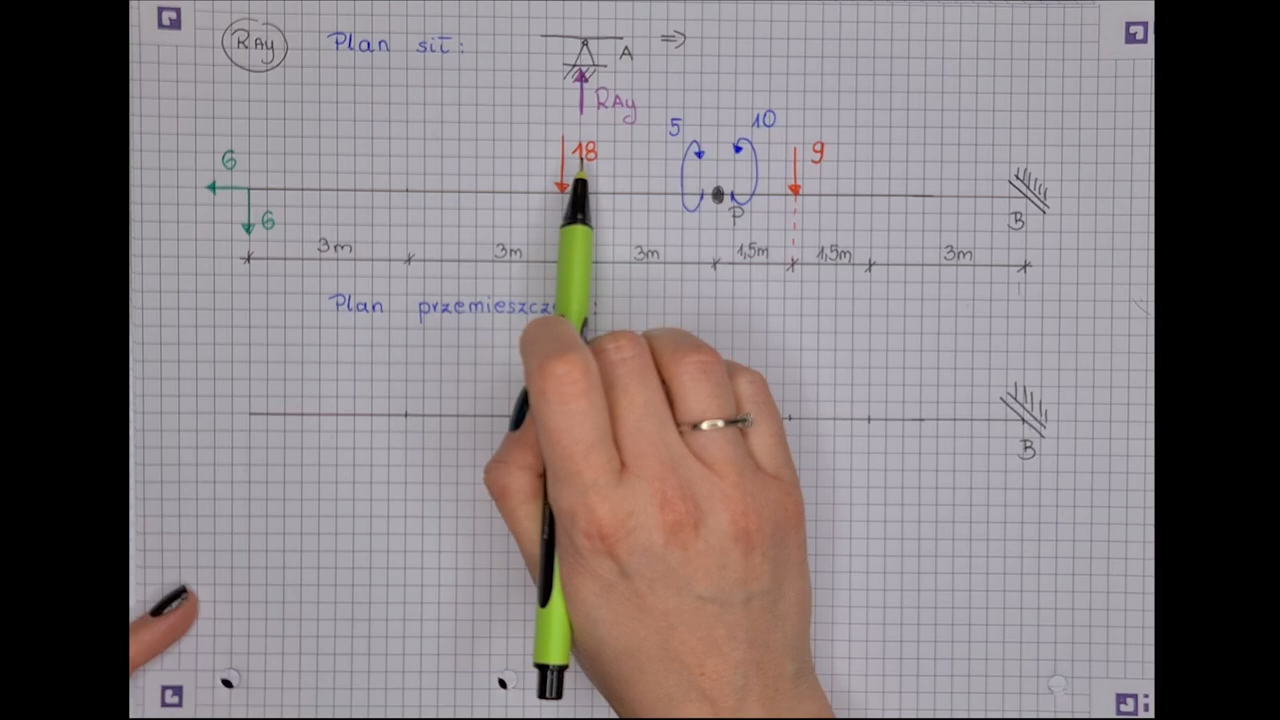 RAy Plan sił:
A ⇒
RAy
5 10
6 18 9
6 P B
3m 3m 3m 1,5m 1,5m 3m
Plan :
B